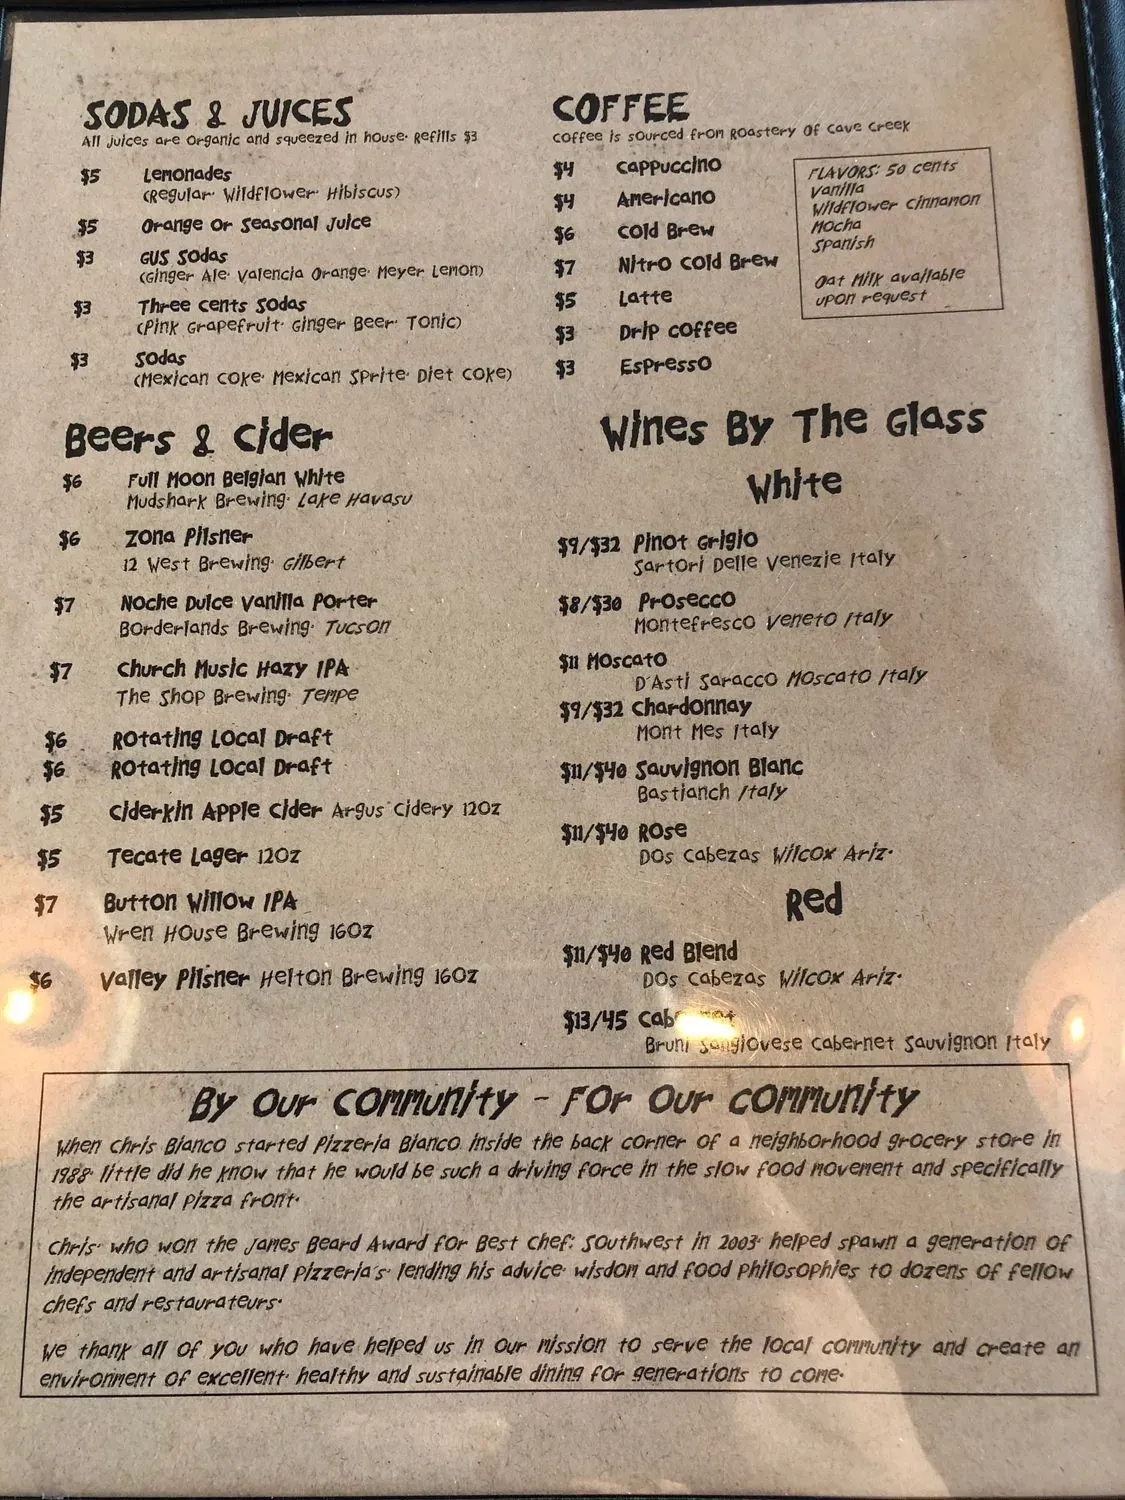 SODAS & JUICES
All juices are organic and squeezed in house. Refills $3
$5 Lemonades
(Regular. Wildflower. Hibiscus)
$5 Orange or Seasonal Juice
$3 GUS Sodas
(Ginger Ale. Valencia Orange. Meyer Lemon)
$3 Three Cents Sodas
(Pink Grapefruit. Ginger Beer. Tonic)
$3 Sodas
(Mexican Coke. Mexican Sprite. Diet Coke)
COFFEE
Coffee is sourced from Roastery Of Cave Creek
$4 Cappuccino
$4 Americano
$6 Cold Brew
$7 Nitro Cold Brew
$5 Latte
$3 Drip Coffee
$3 Espresso
FLAVORS: 50 cents
Vanilla
Wildflower Cinnamon
Mocha
Spanish
Oat Milk available
upon request
Beers & Cider
$6 Full Moon Belgian White
Mudshark Brewing. Lake Havasu
$6 Zona Pilsner
12 West Brewing. Gilbert
$7 Noche Dulce Vanilla Porter
Borderlands Brewing. Tucson
$7 Church Music Hazy IPA
The Shop Brewing. Tempe
$6 Rotating Local Draft
$6 Rotating Local Draft
$5 Ciderkin Apple Cider Argus Cidery 12oz
$5 Tecate Lager 12oz
$7 Button Willow IPA
Wren House Brewing 16oz
$6 Valley Pilsner Helton Brewing 16oz
Wines By The Glass
White
$9/$32 Pinot Grigio
Sartori Delle Venezie Italy
$8/$30 Prosecco
Montefresco Veneto Italy
$11 Moscato
D'Asti Saracco Moscato Italy
$9/$32 Chardonnay
Mont Mes Italy
$11/$40 Sauvignon Blanc
Bastianch Italy
$11/$40 Rose
Dos Cabezas Wilcox Ariz.
Red
$11/$40 Red Blend
Dos Cabezas Wilcox Ariz.
$13/45 Cabernet
Bruni Sangiovese Cabernet Sauvignon Italy
By Our Community - For Our Community
When Chris Bianco started Pizzeria Bianco inside the back corner of a neighborhood grocery store in
1988. little did he know that he would be such a driving force in the slow food movement and specifically
the artisanal pizza front.
Chris. who won the James Beard Award for Best Chef: Southwest in 2003. helped spawn a generation of
independent and artisanal pizzeria's. lending his advice. wisdom and food philosophies to dozens of fellow
chefs and restaurateurs.
We thank all of you who have helped us in our mission to serve the local community and create an
environment of excellent. healthy and sustainable dining for generations to come.